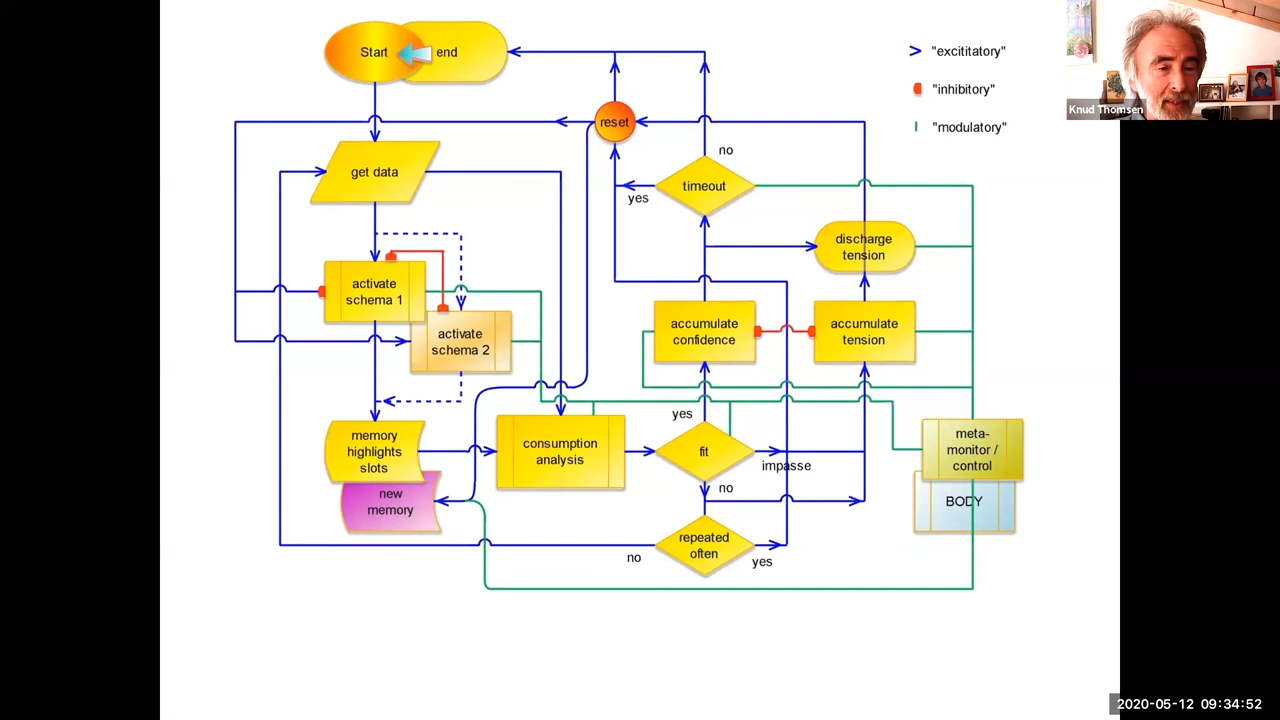 Start
end
"excititatory"
"inhibitory"
"modulatory"
Knud Thomsen
reset
no
get data
timeout
yes
discharge
tension
activate
schema 1
activate
schema 2
accumulate
confidence
accumulate
tension
yes
memory
highlights
slots
consumption
analysis
fit
impasse
meta-
monitor /
control
no
new
memory
BODY
repeated
often
no
yes
2020-05-12 09:34:52